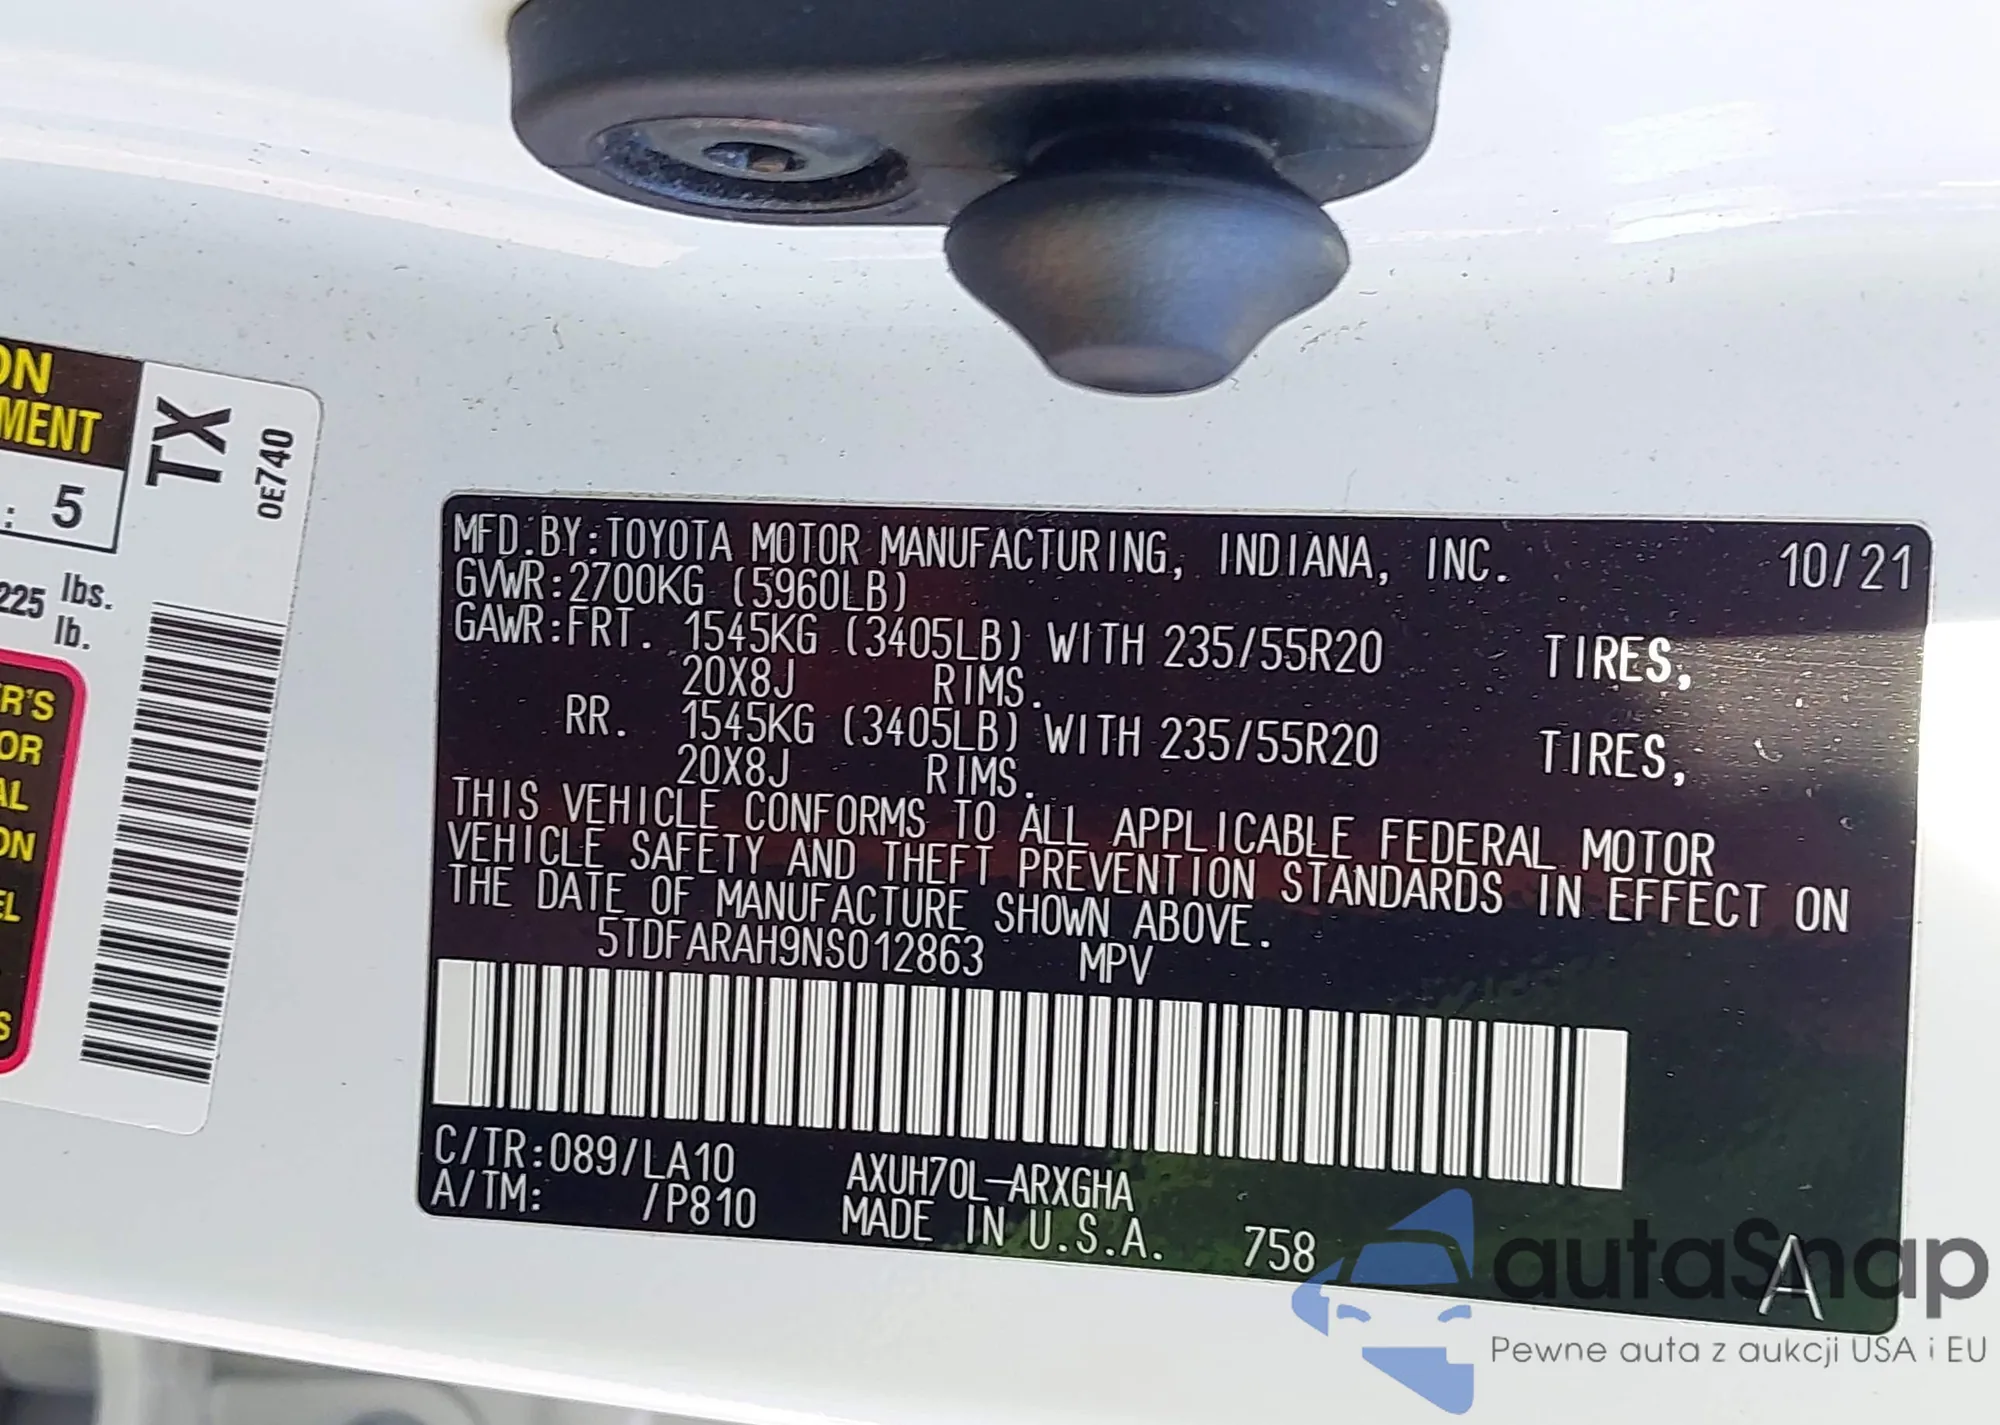 ON
MENT
: 5
225 lbs.
lb.
TX
0E740
R'S
OR
AL
ON
EL
S
MFD.BY:TOYOTA MOTOR MANUFACTURING, INDIANA, INC. 10/21
GVWR:2700KG (5960LB)
GAWR:FRT. 1545KG (3405LB) WITH 235/55R20 TIRES,
20X8J RIMS.
RR. 1545KG (3405LB) WITH 235/55R20 TIRES,
20X8J RIMS.
THIS VEHICLE CONFORMS TO ALL APPLICABLE FEDERAL MOTOR
VEHICLE SAFETY AND THEFT PREVENTION STANDARDS IN EFFECT ON
THE DATE OF MANUFACTURE SHOWN ABOVE.
5TDFARAH9NS012863 MPV
C/TR:089/LA10 AXUH70L-ARXGHA
A/TM: /P810 MADE IN U.S.A. 758 A
autaSnap
Pewne auta z aukcji USA i EU